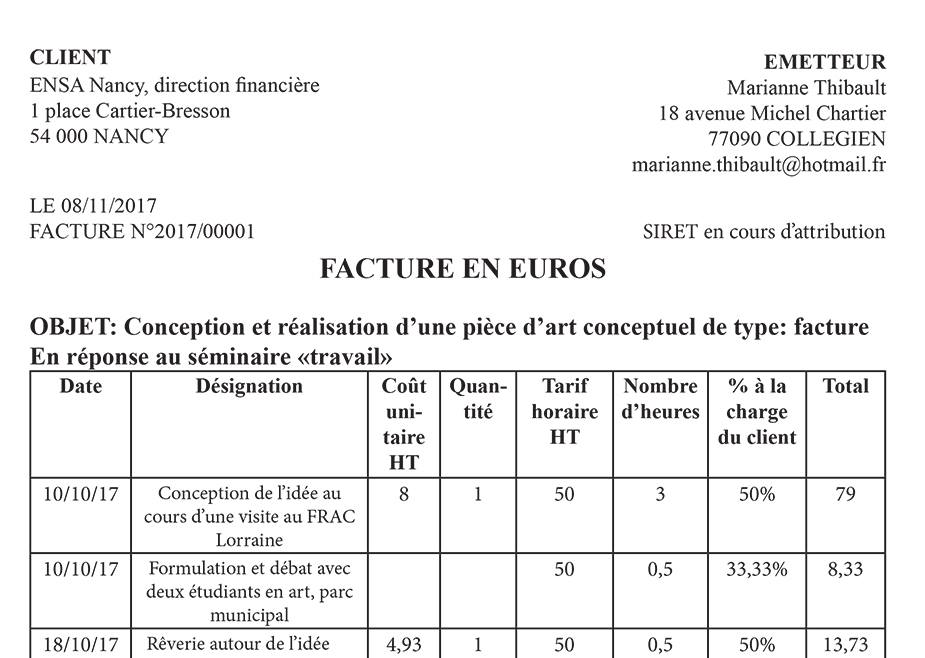 CLIENT
ENSA Nancy, direction financière
1 place Cartier-Bresson
54 000 NANCY
EMETTEUR
Marianne Thibault
18 avenue Michel Chartier
77090 COLLEGIEN
marianne.thibault@hotmail.fr
LE 08/11/2017
FACTURE N°2017/00001
SIRET en cours d’attribution
FACTURE EN EUROS
OBJET: Conception et réalisation d’une pièce d’art conceptuel de type: facture
En réponse au séminaire «travail»
Date Désignation Coût Quan- Tarif Nombre % à la Total
uni- tité horaire d’heures charge
taire HT du client
HT
10/10/17 Conception de l’idée au 8 1 50 3 50% 79
cours d’une visite au FRAC
Lorraine
10/10/17 Formulation et débat avec 50 0,5 33,33% 8,33
deux étudiants en art, parc
municipal
18/10/17 Rêverie autour de l’idée 4,93 1 50 0,5 50% 13,73